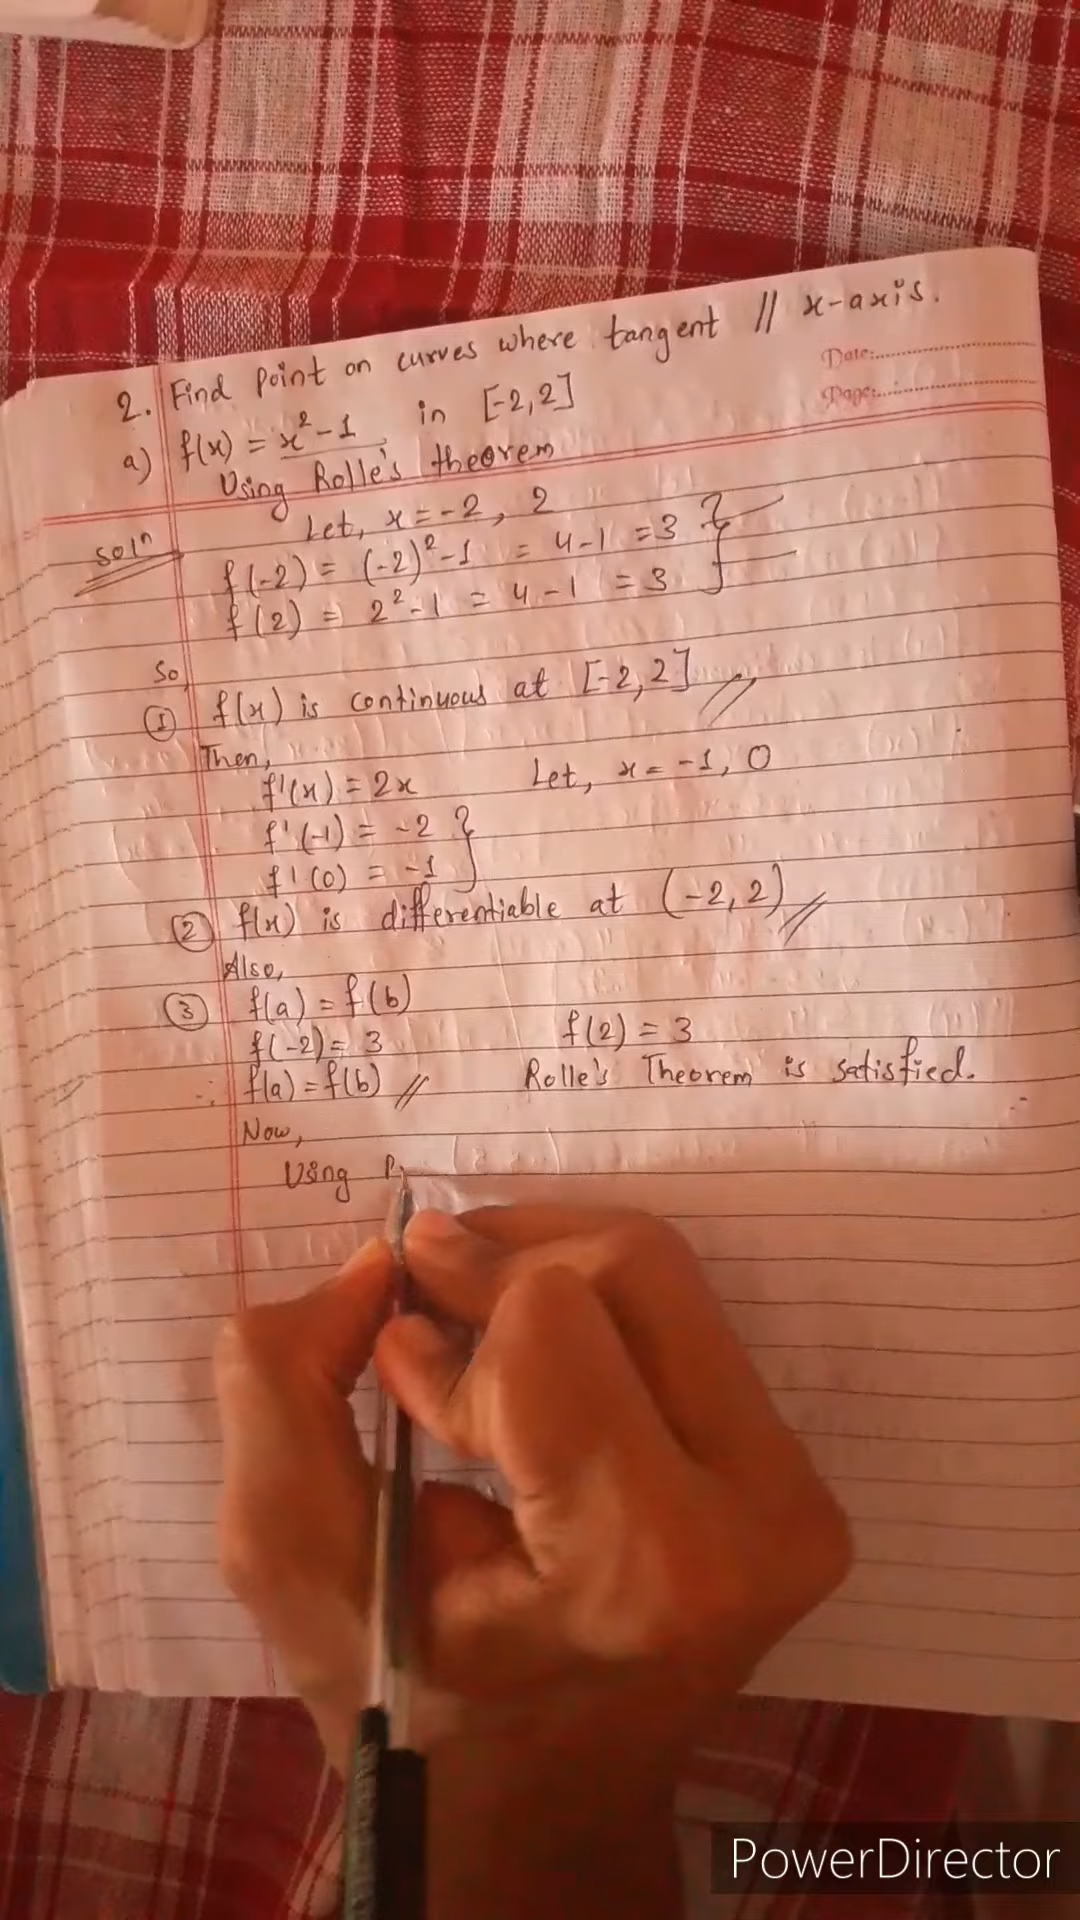 2. Find point on curves where tangent // x-axis.
Date:
Page:
a) f(x) = x² - 1 in [-2,2]
Using Rolle's theorem
Soln
Let, x = -2, 2
f(-2) = (-2)² - 1 = 4 - 1 = 3 }
f(2) = 2² - 1 = 4 - 1 = 3
So,
① f(x) is continuous at [-2,2]
Then,
f'(x) = 2x Let, x = -1, 0
f'(-1) = -2 }
f'(0) = -1
② f(x) is differentiable at (-2,2)
Also,
③ f(a) = f(b)
f(-2) = 3 f(2) = 3
∴ f(a) = f(b) // Rolle's Theorem is satisfied.
Now,
Using
PowerDirector